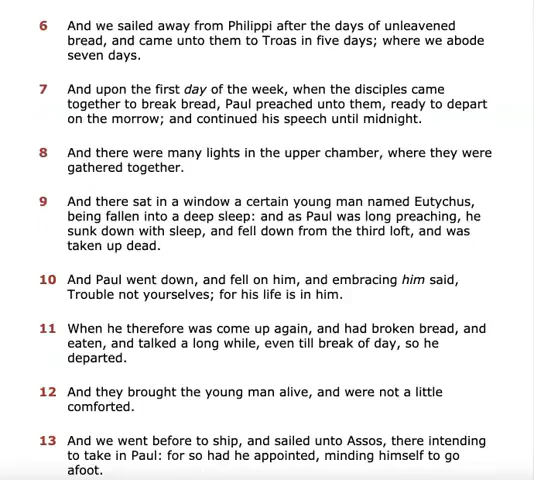 6 And we sailed away from Philippi after the days of unleavened
bread, and came unto them to Troas in five days; where we abode
seven days.
7 And upon the first day of the week, when the disciples came
together to break bread, Paul preached unto them, ready to depart
on the morrow; and continued his speech until midnight.
8 And there were many lights in the upper chamber, where they were
gathered together.
9 And there sat in a window a certain young man named Eutychus,
being fallen into a deep sleep: and as Paul was long preaching, he
sunk down with sleep, and fell down from the third loft, and was
taken up dead.
10 And Paul went down, and fell on him, and embracing him said,
Trouble not yourselves; for his life is in him.
11 When he therefore was come up again, and had broken bread, and
eaten, and talked a long while, even till break of day, so he
departed.
12 And they brought the young man alive, and were not a little
comforted.
13 And we went before to ship, and sailed unto Assos, there intending
to take in Paul: for so had he appointed, minding himself to go
afoot.